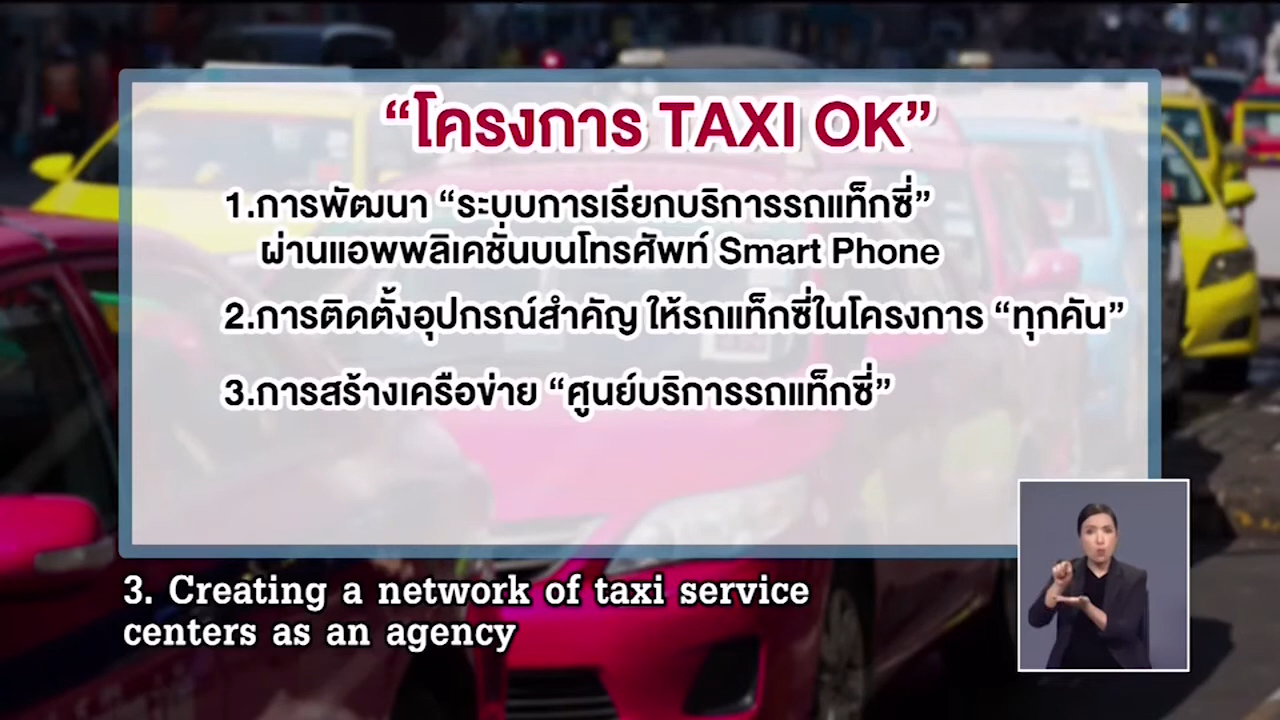 “โครงการ TAXI OK”
1.การพัฒนา “ระบบการเรียกบริการรถแท็กซี่”
ผ่านแอพพลิเคชั่นบนโทรศัพท์ Smart Phone
2.การติดตั้งอุปกรณ์สำคัญ ให้รถแท็กซี่ในโครงการ “ทุกคัน”
3.การสร้างเครือข่าย “ศูนย์บริการรถแท็กซี่”
3. Creating a network of taxi service
centers as an agency